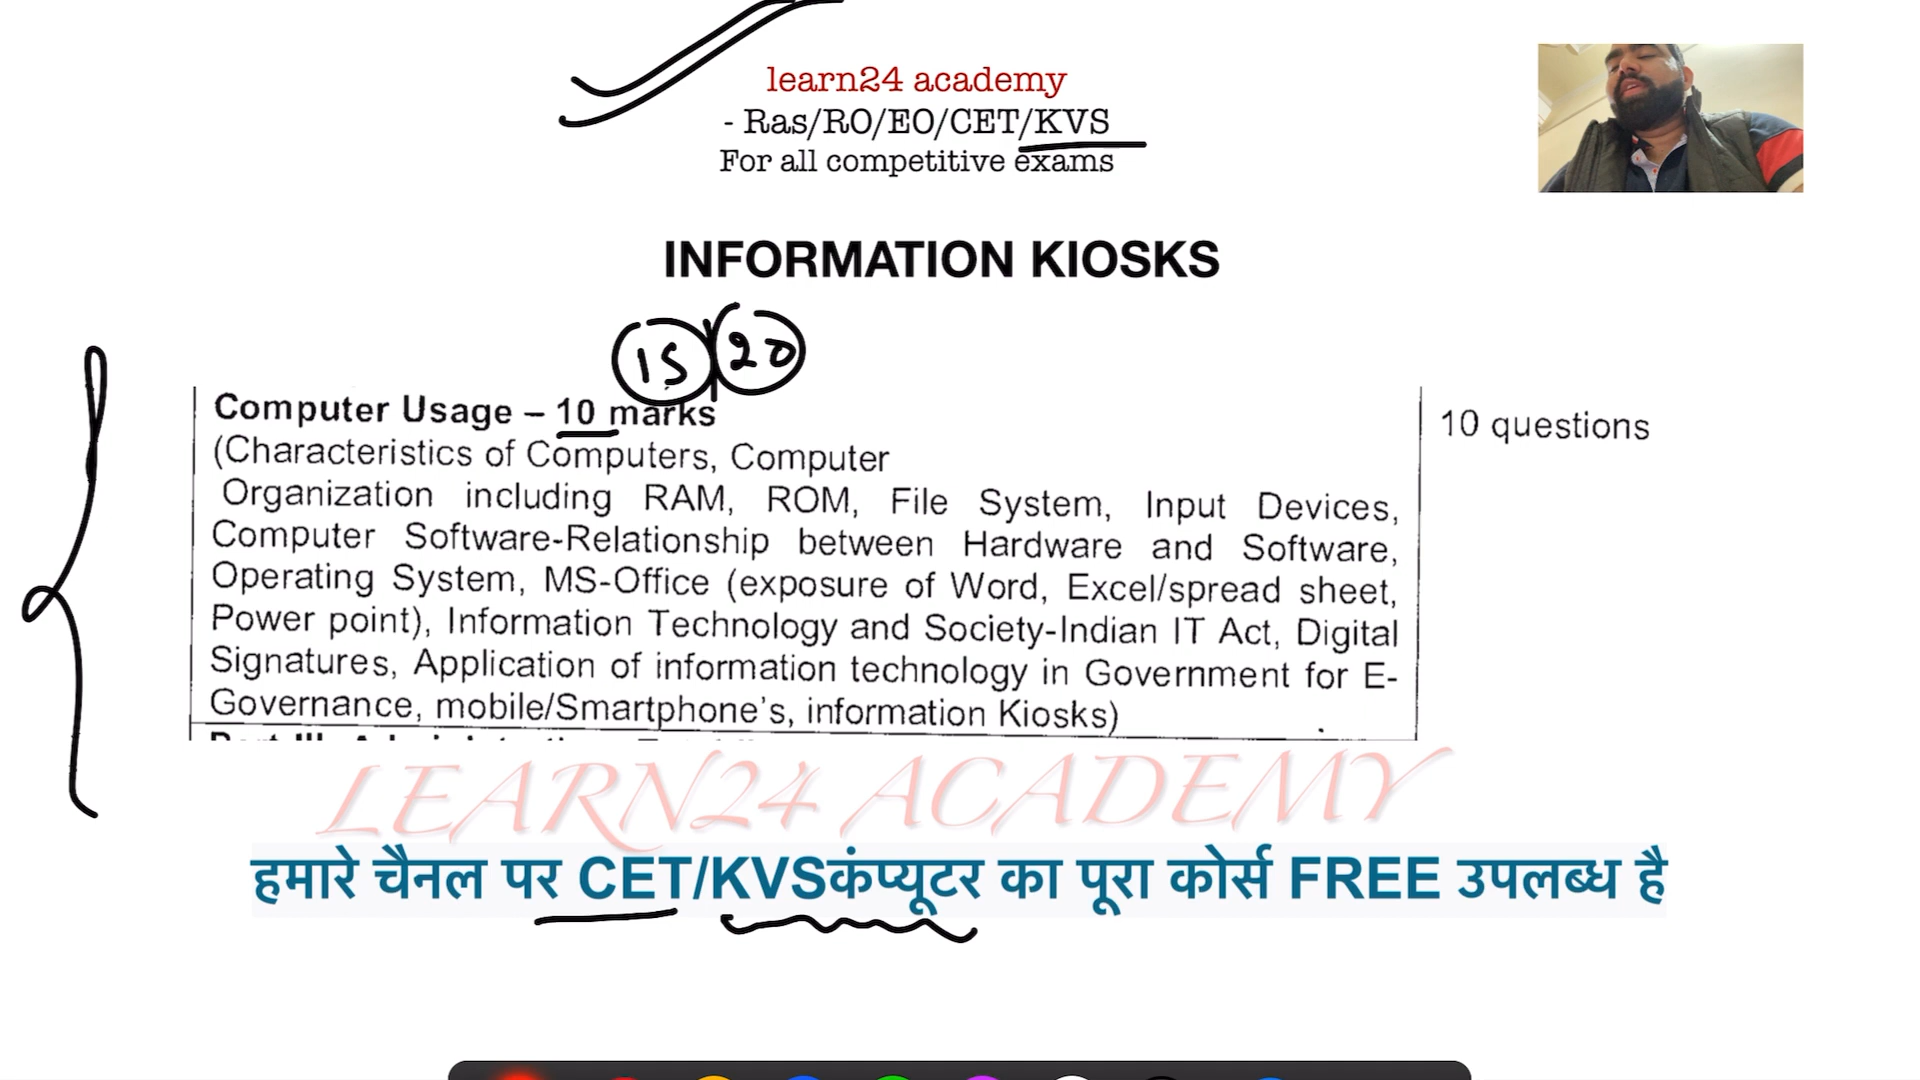 learn24 academy
- Ras/RO/EO/CET/KVS
For all competitive exams
INFORMATION KIOSKS
15 20
Computer Usage – 10 marks
10 questions
(Characteristics of Computers, Computer
Organization including RAM, ROM, File System, Input Devices,
Computer Software-Relationship between Hardware and Software,
Operating System, MS-Office (exposure of Word, Excel/spread sheet,
Power point), Information Technology and Society-Indian IT Act, Digital
Signatures, Application of information technology in Government for E-
Governance, mobile/Smartphone's, information Kiosks)
LEARN24 ACADEMY
हमारे चैनल पर CET/KVSकंप्यूटर का पूरा कोर्स FREE उपलब्ध है